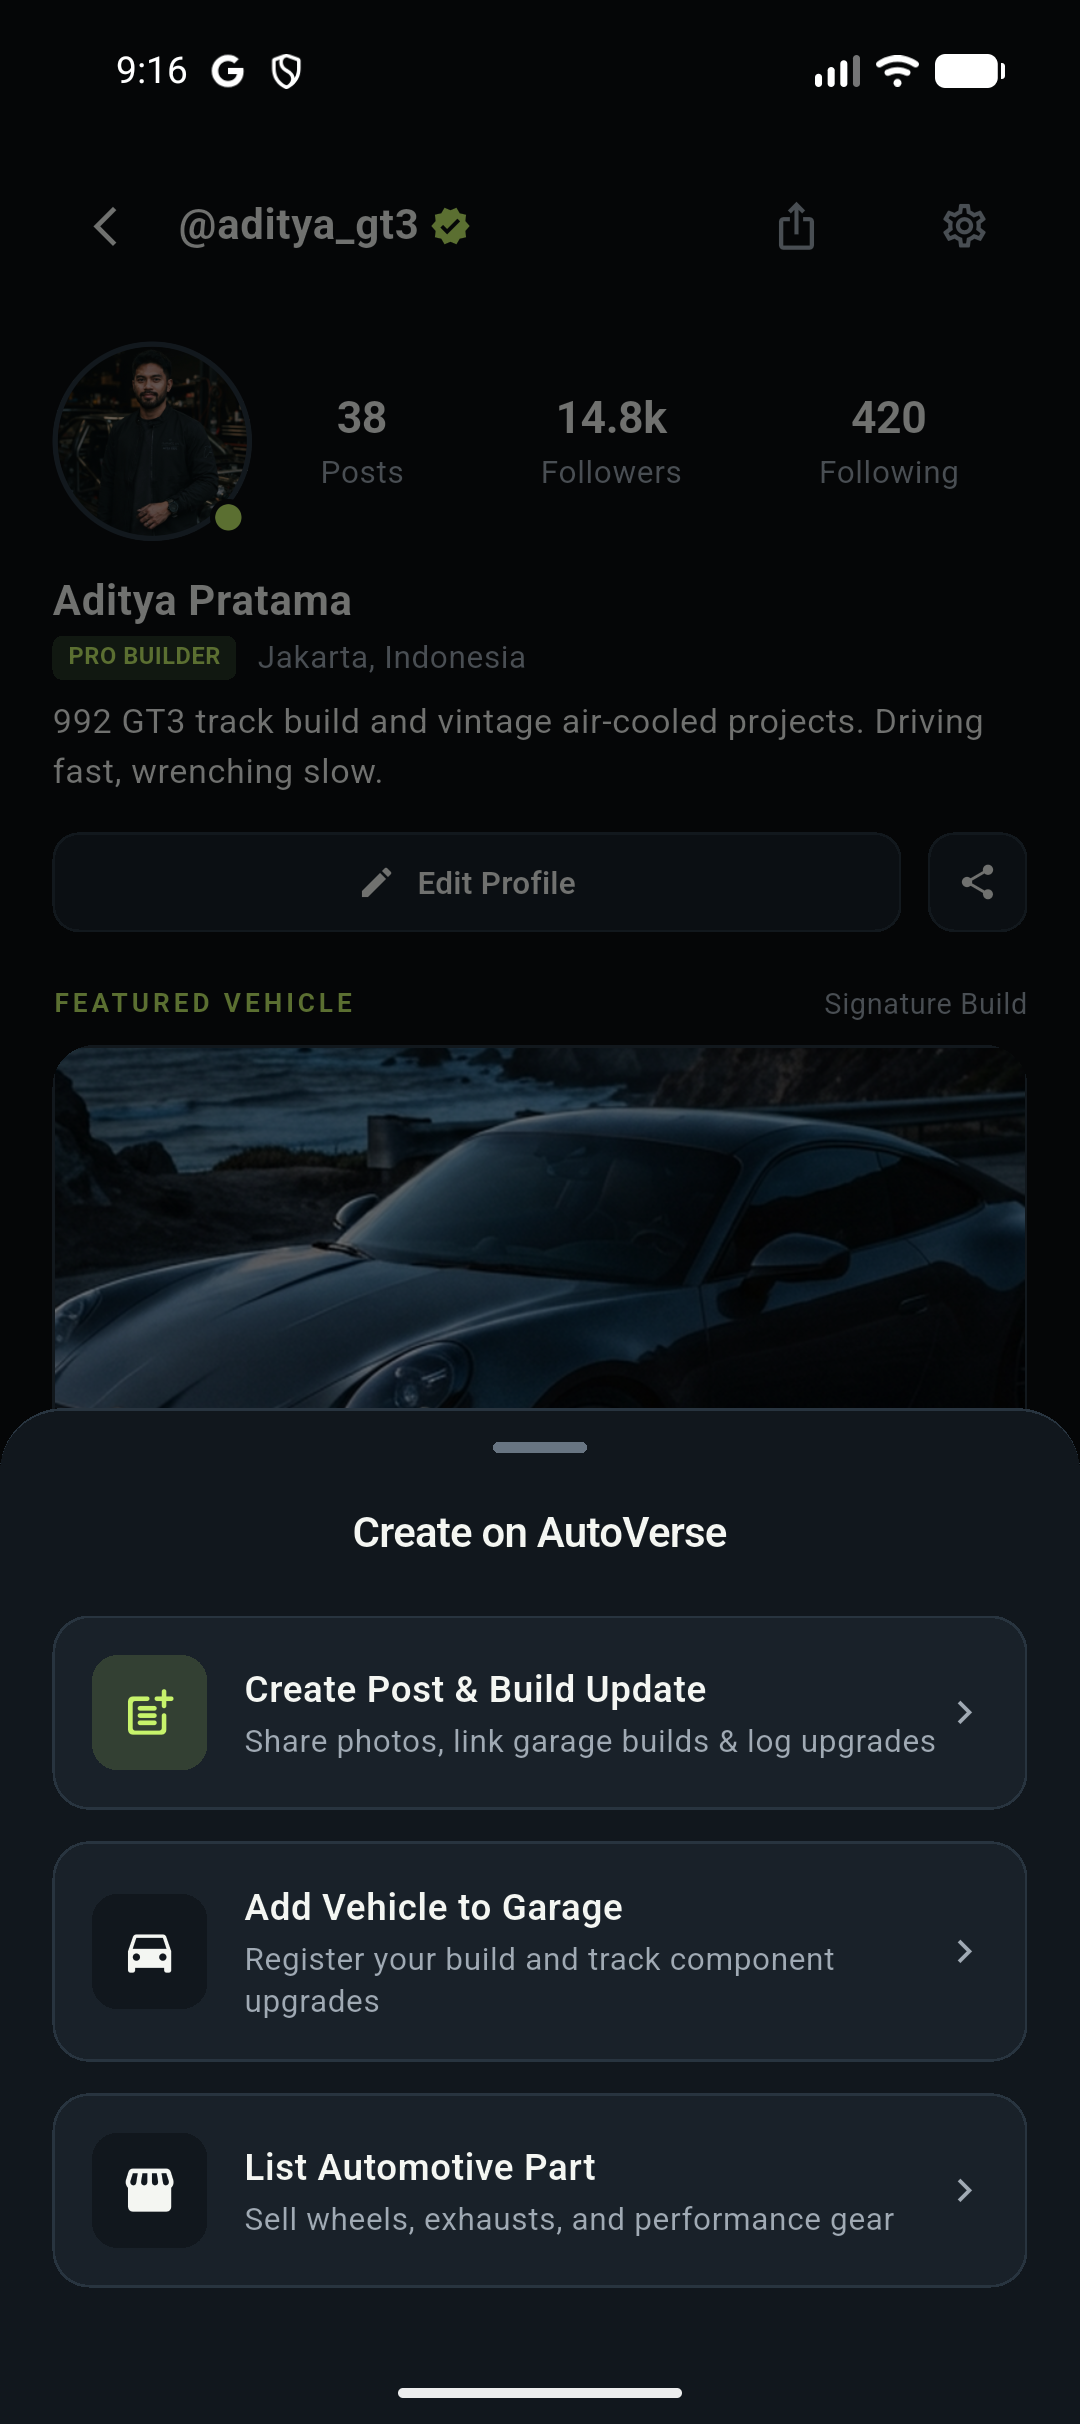 9:16
@aditya_gt3
38
14.8k
420
Posts
Followers
Following
Aditya Pratama
PRO BUILDER
Jakarta, Indonesia
992 GT3 track build and vintage air-cooled projects. Driving
fast, wrenching slow.
Edit Profile
FEATURED VEHICLE
Signature Build
Create on AutoVerse
Create Post & Build Update
Share photos, link garage builds & log upgrades
Add Vehicle to Garage
Register your build and track component
upgrades
List Automotive Part
Sell wheels, exhausts, and performance gear